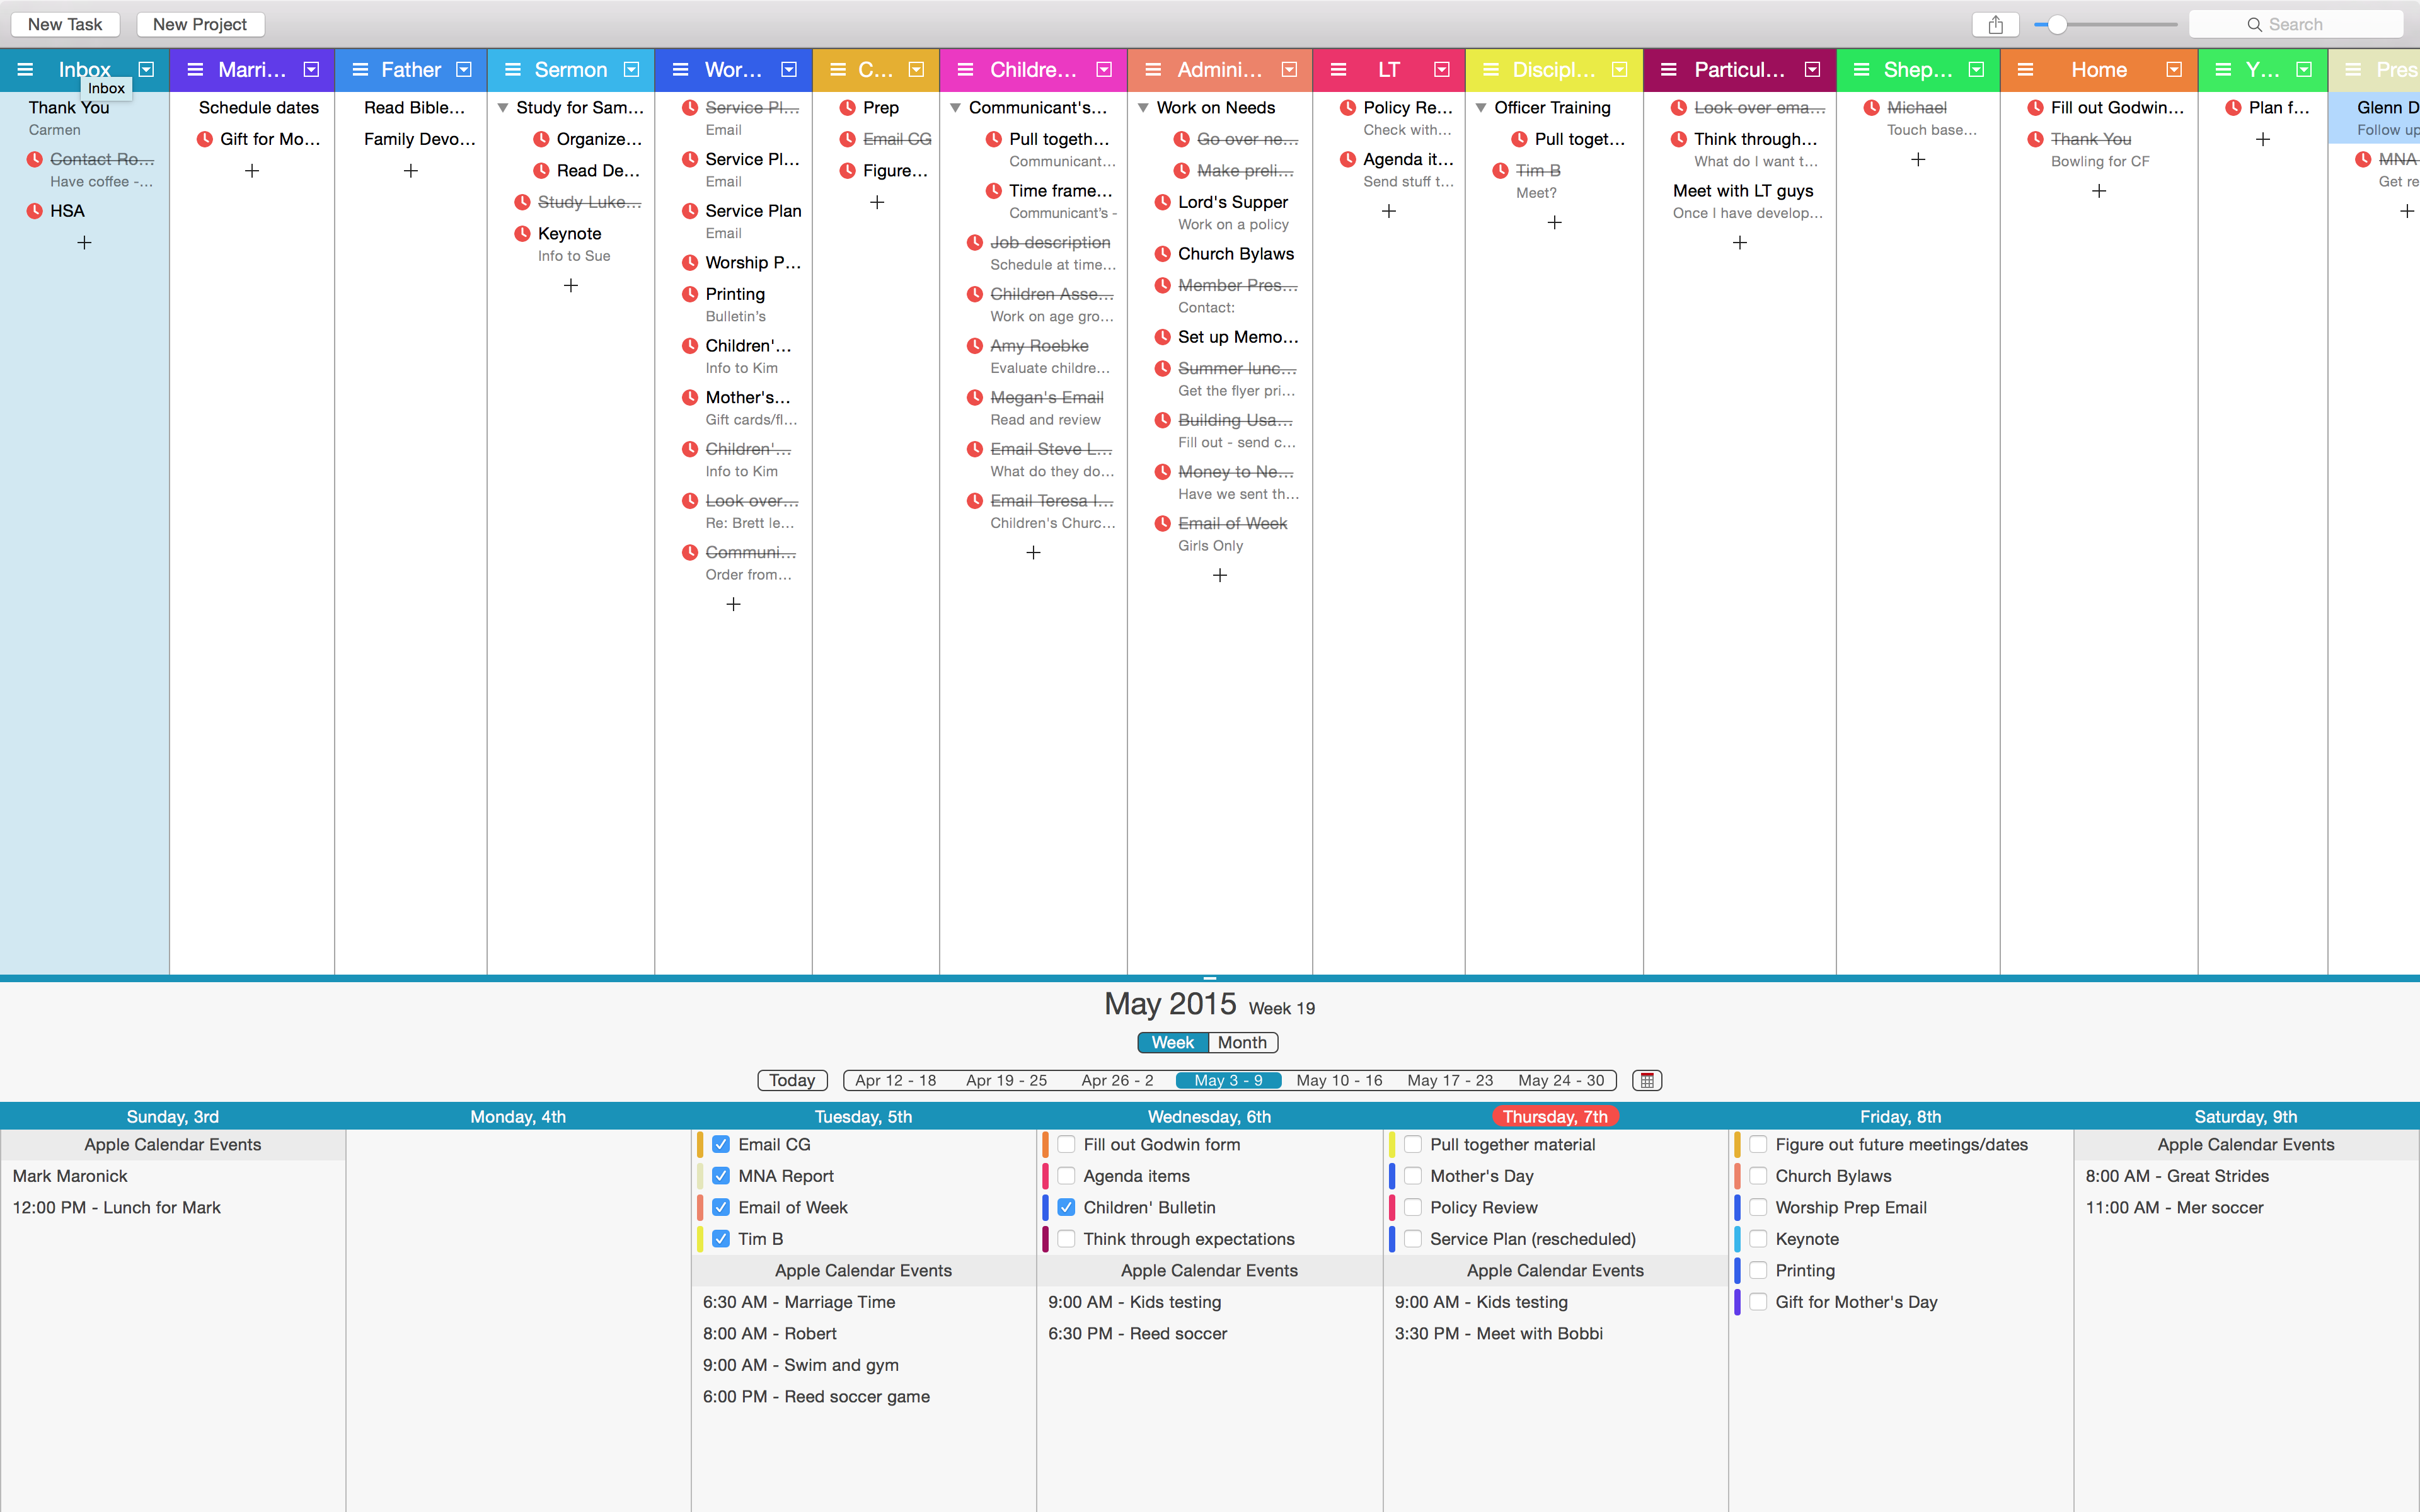 New Task
New Project
Search
Inbox
Marri...
Father
Sermon
Wor...
C...
Childre...
Admini...
LT
Discipl...
Particul...
Shep...
Home
Y...
Pres
Inbox
Thank You
Carmen
Contact Ro...
Have coffee -...
HSA
Schedule dates
Gift for Mo...
Read Bible...
Family Devo...
Study for Sam...
Organize...
Read De...
Study Luke...
Keynote
Info to Sue
Service Pl...
Email
Service Pl...
Email
Service Plan
Email
Worship P...
Printing
Bulletin's
Children'...
Info to Kim
Mother's...
Gift cards/fl...
Children'...
Info to Kim
Look over...
Re: Brett le...
Communi...
Order from...
Prep
Email CG
Figure...
Communicant's...
Pull togeth...
Communicant...
Time frame...
Communicant's -
Job description
Schedule at time...
Children Asse...
Work on age gro...
Amy Roebke
Evaluate childre...
Megan's Email
Read and review
Email Steve L...
What do they do...
Email Teresa I...
Children's Churc...
Work on Needs
Go over ne...
Make preli...
Lord's Supper
Work on a policy
Church Bylaws
Member Pres...
Contact:
Set up Memo...
Summer lunc...
Get the flyer pri...
Building Usa...
Fill out - send c...
Money to Ne...
Have we sent th...
Email of Week
Girls Only
Policy Re...
Check with...
Agenda it...
Send stuff t...
Officer Training
Pull toget...
Tim B
Meet?
Look over ema...
Think through...
What do I want t...
Meet with LT guys
Once I have develop...
Michael
Touch base...
Fill out Godwin...
Thank You
Bowling for CF
Plan f...
Glenn D
Follow up
MNA
Get re
May 2015 Week 19
Week Month
Today Apr 12 - 18 Apr 19 - 25 Apr 26 - 2 May 3 - 9 May 10 - 16 May 17 - 23 May 24 - 30
Sunday, 3rd
Apple Calendar Events
Mark Maronick
12:00 PM - Lunch for Mark
Monday, 4th
Tuesday, 5th
Email CG
MNA Report
Email of Week
Tim B
Apple Calendar Events
6:30 AM - Marriage Time
8:00 AM - Robert
9:00 AM - Swim and gym
6:00 PM - Reed soccer game
Wednesday, 6th
Fill out Godwin form
Agenda items
Children' Bulletin
Think through expectations
Apple Calendar Events
9:00 AM - Kids testing
6:30 PM - Reed soccer
Thursday, 7th
Pull together material
Mother's Day
Policy Review
Service Plan (rescheduled)
Apple Calendar Events
9:00 AM - Kids testing
3:30 PM - Meet with Bobbi
Friday, 8th
Figure out future meetings/dates
Church Bylaws
Worship Prep Email
Keynote
Printing
Gift for Mother's Day
Saturday, 9th
Apple Calendar Events
8:00 AM - Great Strides
11:00 AM - Mer soccer